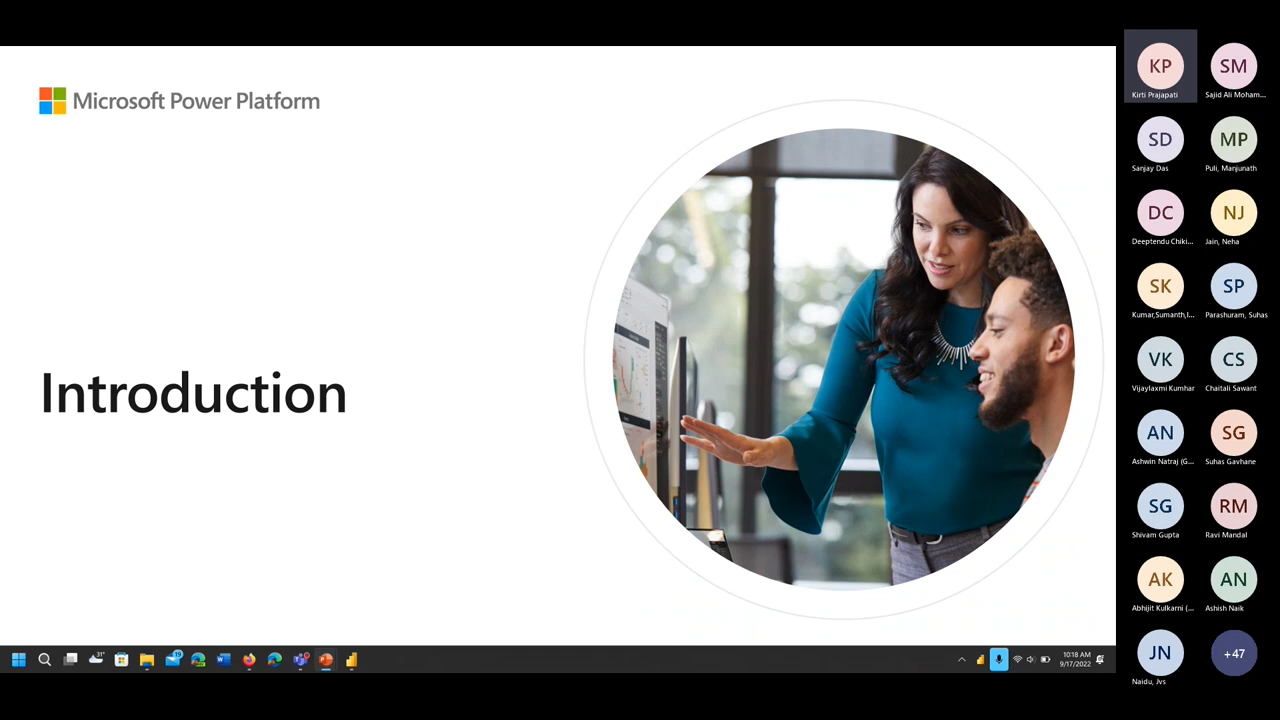 Microsoft Power Platform
Introduction
KP
Kirti Prajapati
SM
Sajid Ali Moham...
SD
Sanjay Das
MP
Puli, Manjunath
DC
Deeptendu Chiki...
NJ
Jain, Neha
SK
Kumar,Sumanth,I...
SP
Parashuram, Suhas
VK
Vijaylaxmi Kumhar
CS
Chaitali Sawant
AN
Ashwin Natraj (G...
SG
Suhas Gavhane
SG
Shivam Gupta
RM
Ravi Mandal
AK
Abhijit Kulkarni (...
AN
Ashish Naik
JN
Naidu, Jvs
+47
31°
19
10:18 AM
9/17/2022